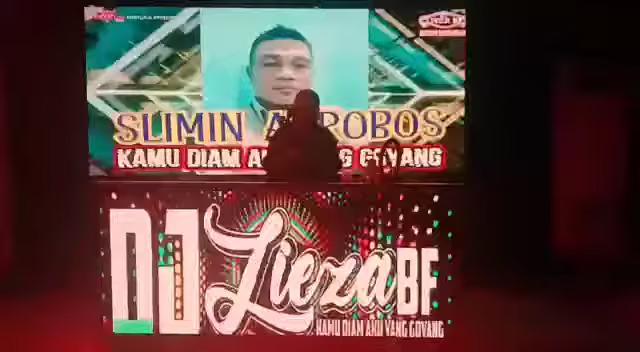 SLIMIN ROBOS
KAMU DIAM GOYANG
DJ Lieza BF
KAMU DIAM AKU YANG GOYANG